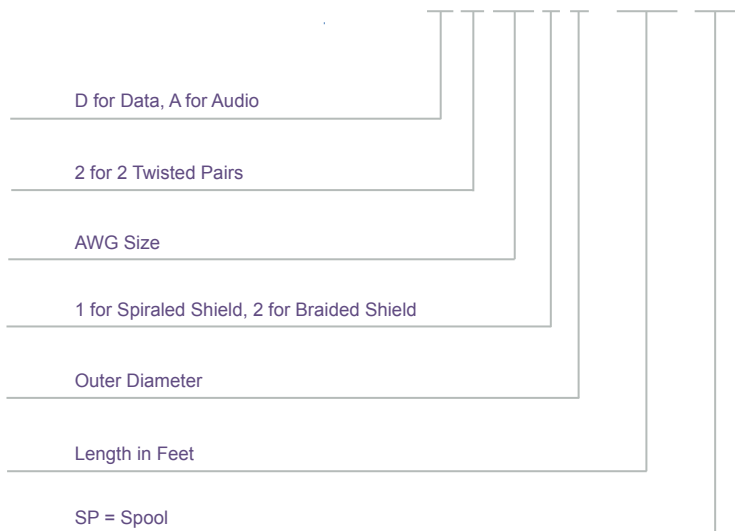 D for Data, A for Audio
2 for 2 Twisted Pairs
AWG Size
1 for Spiraled Shield, 2 for Braided Shield
Outer Diameter
Length in Feet
SP = Spool